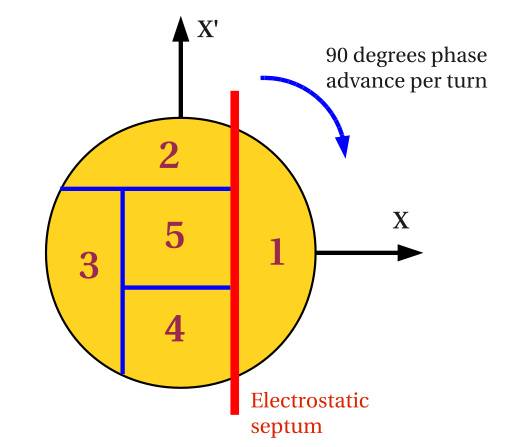 X'
90 degrees phase
advance per turn
2
X
5
1
3
4
Electrostatic
septum